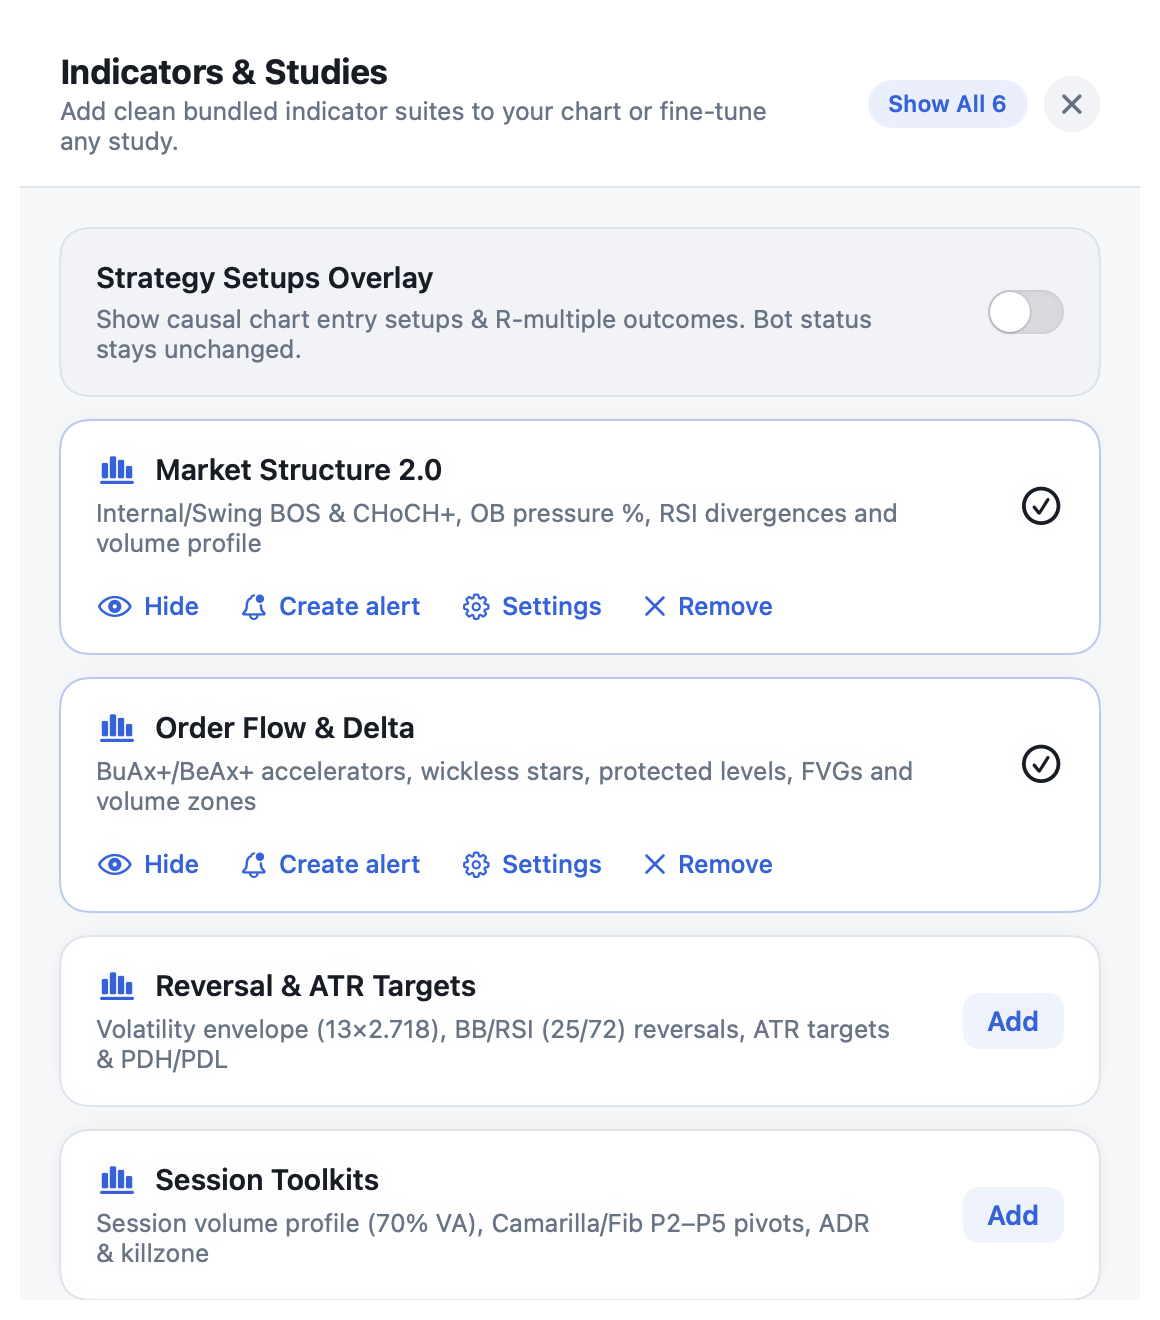 Indicators & Studies
Add clean bundled indicator suites to your chart or fine-tune
any study.
Show All 6
Strategy Setups Overlay
Show causal chart entry setups & R-multiple outcomes. Bot status
stays unchanged.
Market Structure 2.0
Internal/Swing BOS & CHoCH+, OB pressure %, RSI divergences and
volume profile
Hide Create alert Settings Remove
Order Flow & Delta
BuAx+/BeAx+ accelerators, wickless stars, protected levels, FVGs and
volume zones
Hide Create alert Settings Remove
Reversal & ATR Targets
Volatility envelope (13×2.718), BB/RSI (25/72) reversals, ATR targets
& PDH/PDL
Add
Session Toolkits
Session volume profile (70% VA), Camarilla/Fib P2–P5 pivots, ADR
& killzone
Add